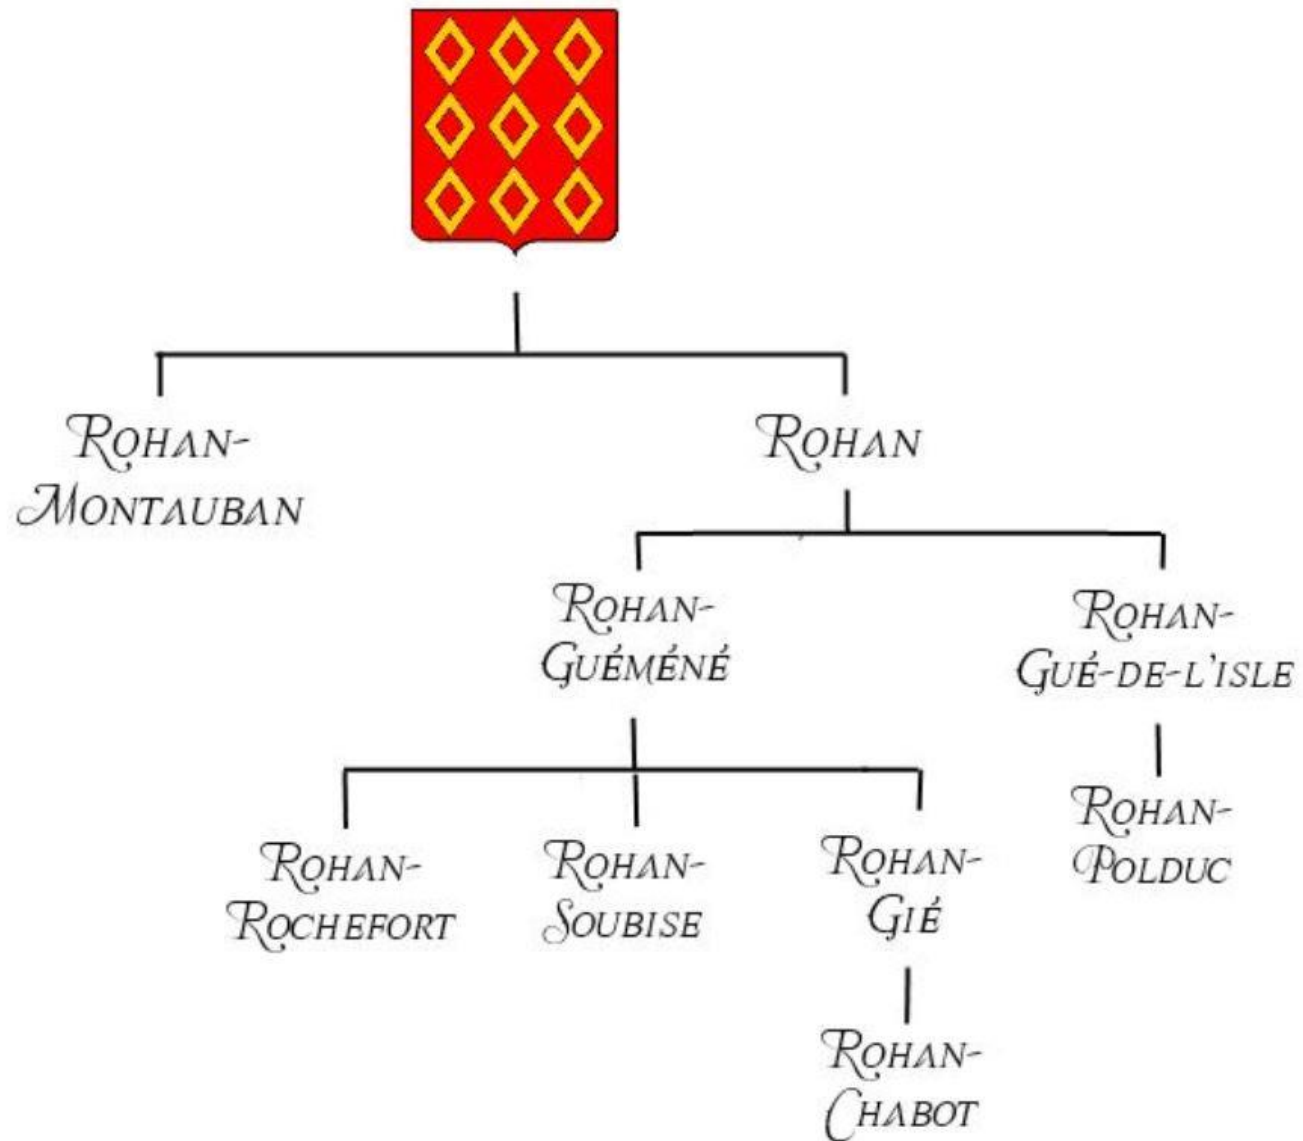 ROHAN-
MONTAUBAN
ROHAN
ROHAN-
GUÉMÉNÉ
ROHAN-
GUÉ-DE-L'ISLE
ROHAN-
ROCHEFORT
ROHAN-
SOUBISE
ROHAN-
GIÉ
ROHAN-
POLDUC
ROHAN-
CHABOT